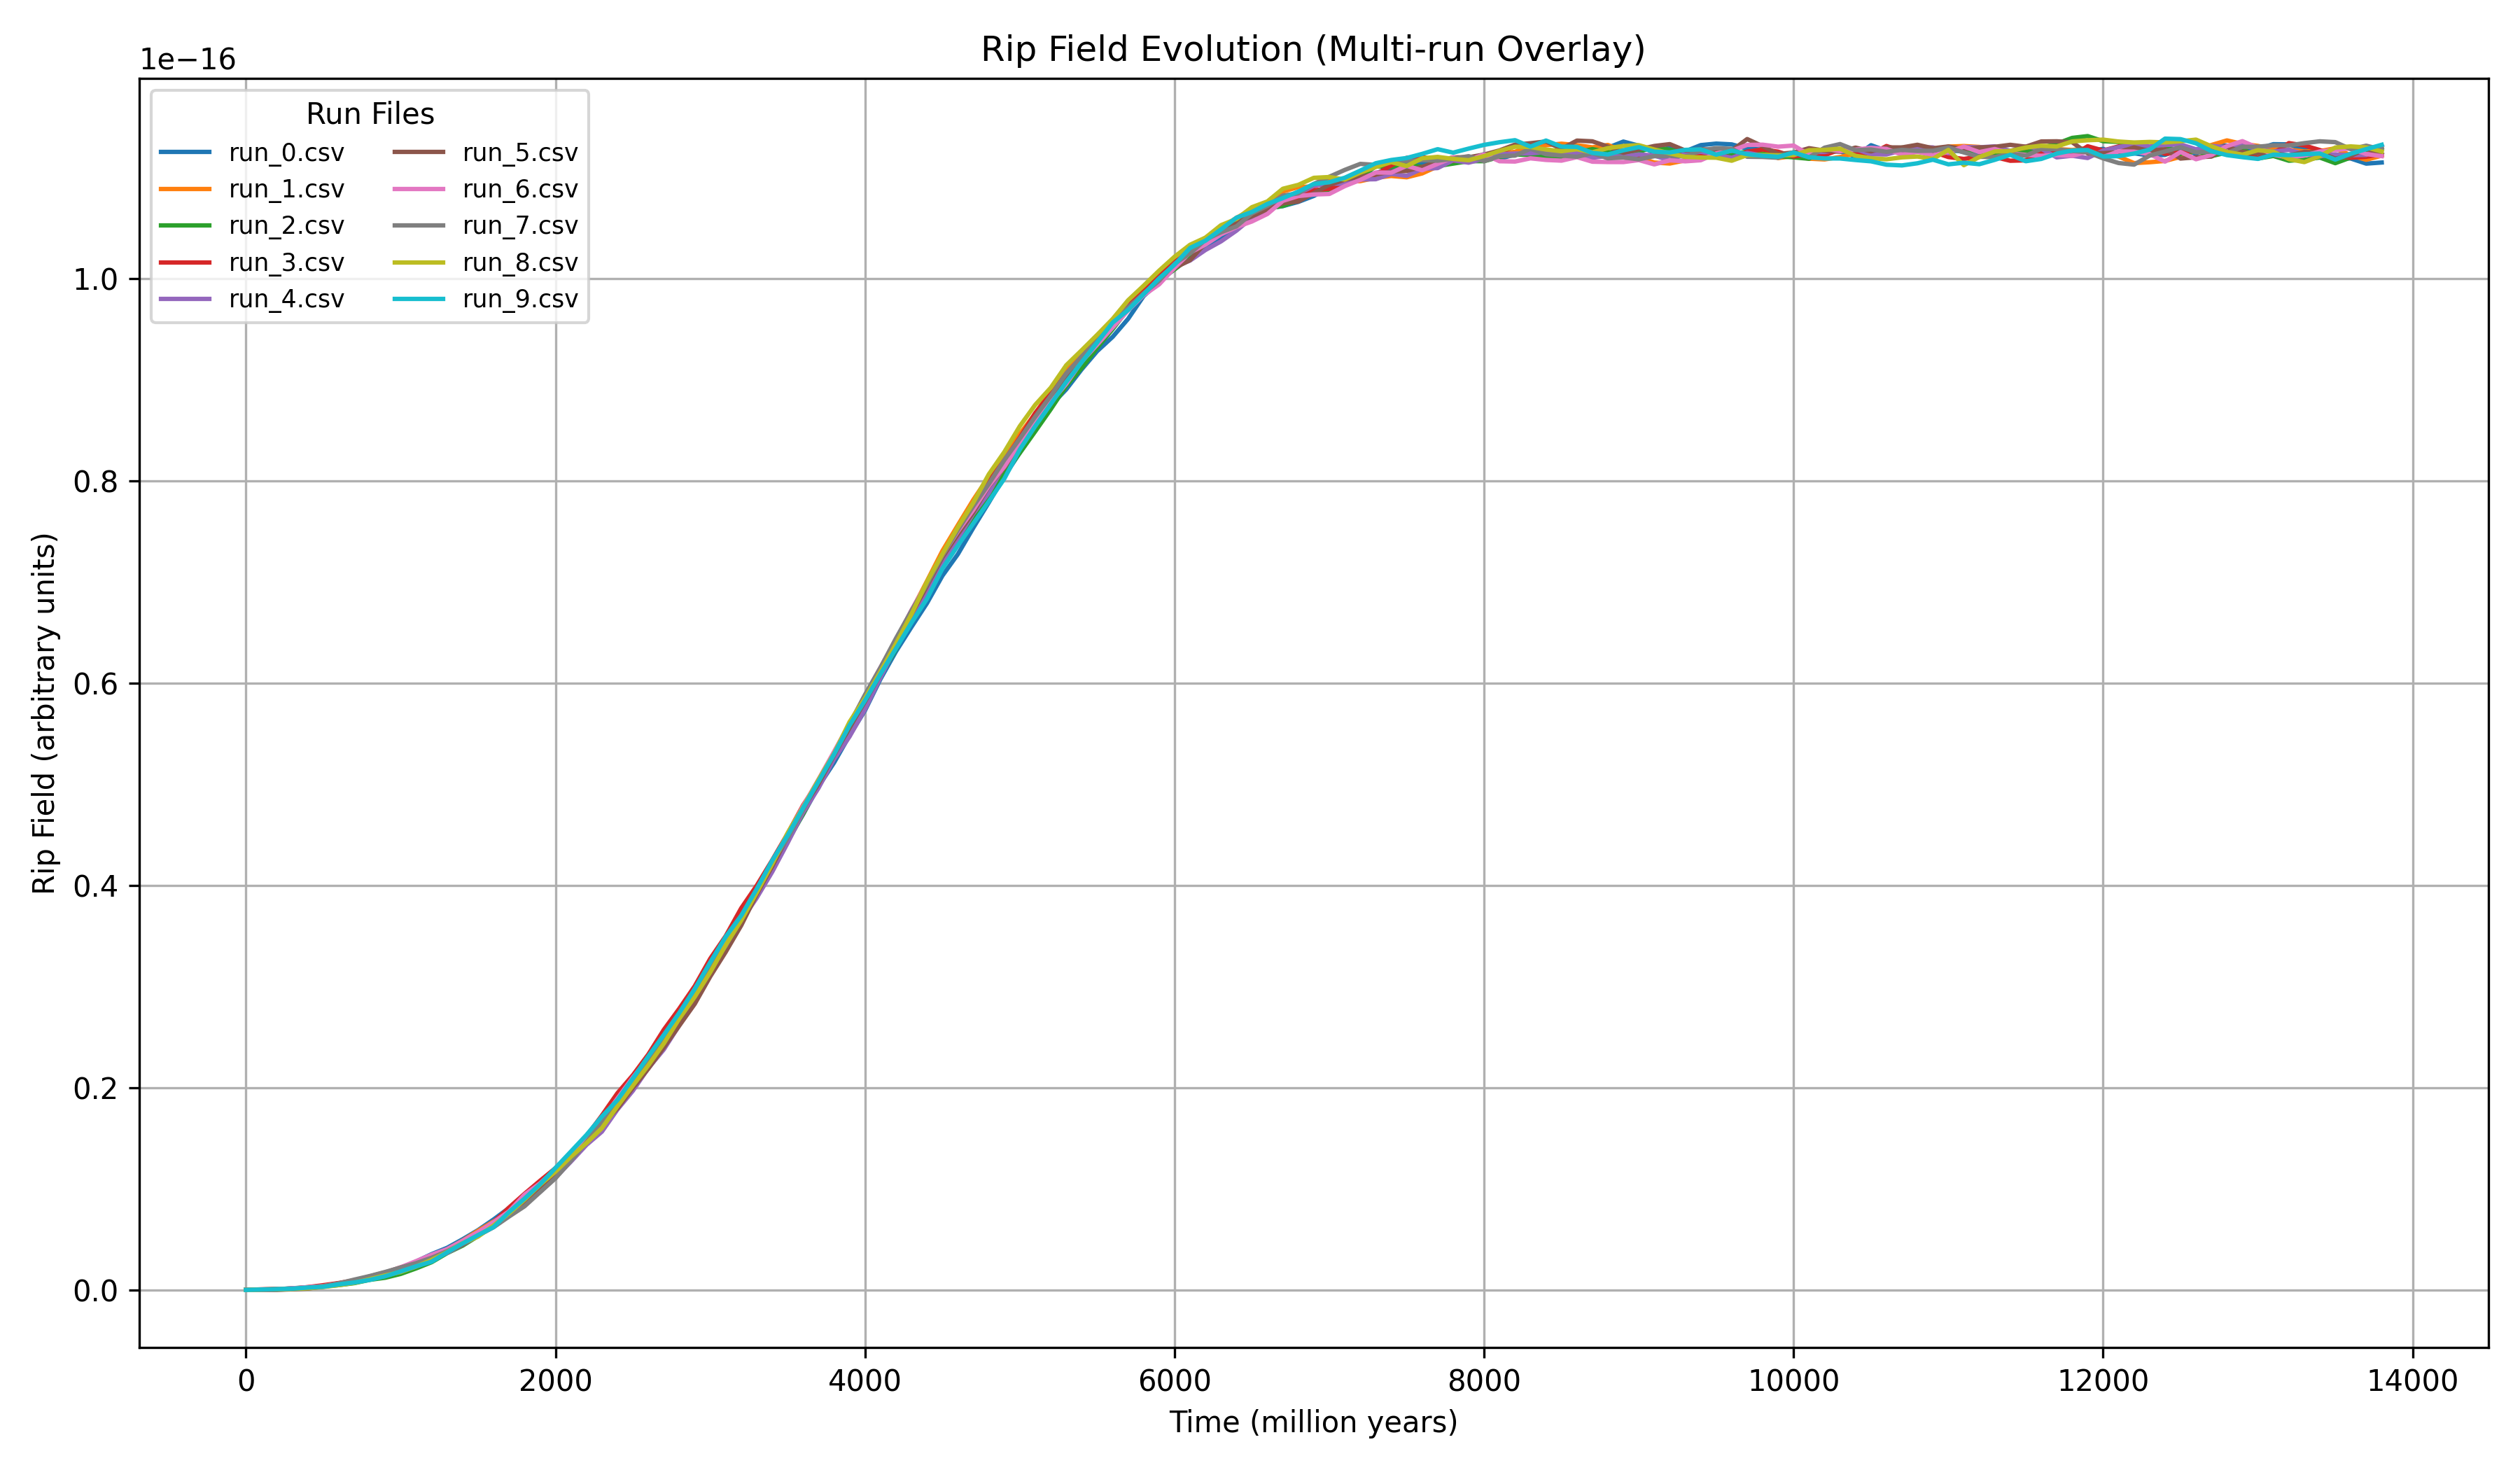 Rip Field Evolution (Multi-run Overlay)
1e−16
Run Files
run_0.csv run_5.csv
run_1.csv run_6.csv
run_2.csv run_7.csv
run_3.csv run_8.csv
run_4.csv run_9.csv
1.0
0.8
0.6
0.4
0.2
0.0
Rip Field (arbitrary units)
0 2000 4000 6000 8000 10000 12000 14000
Time (million years)